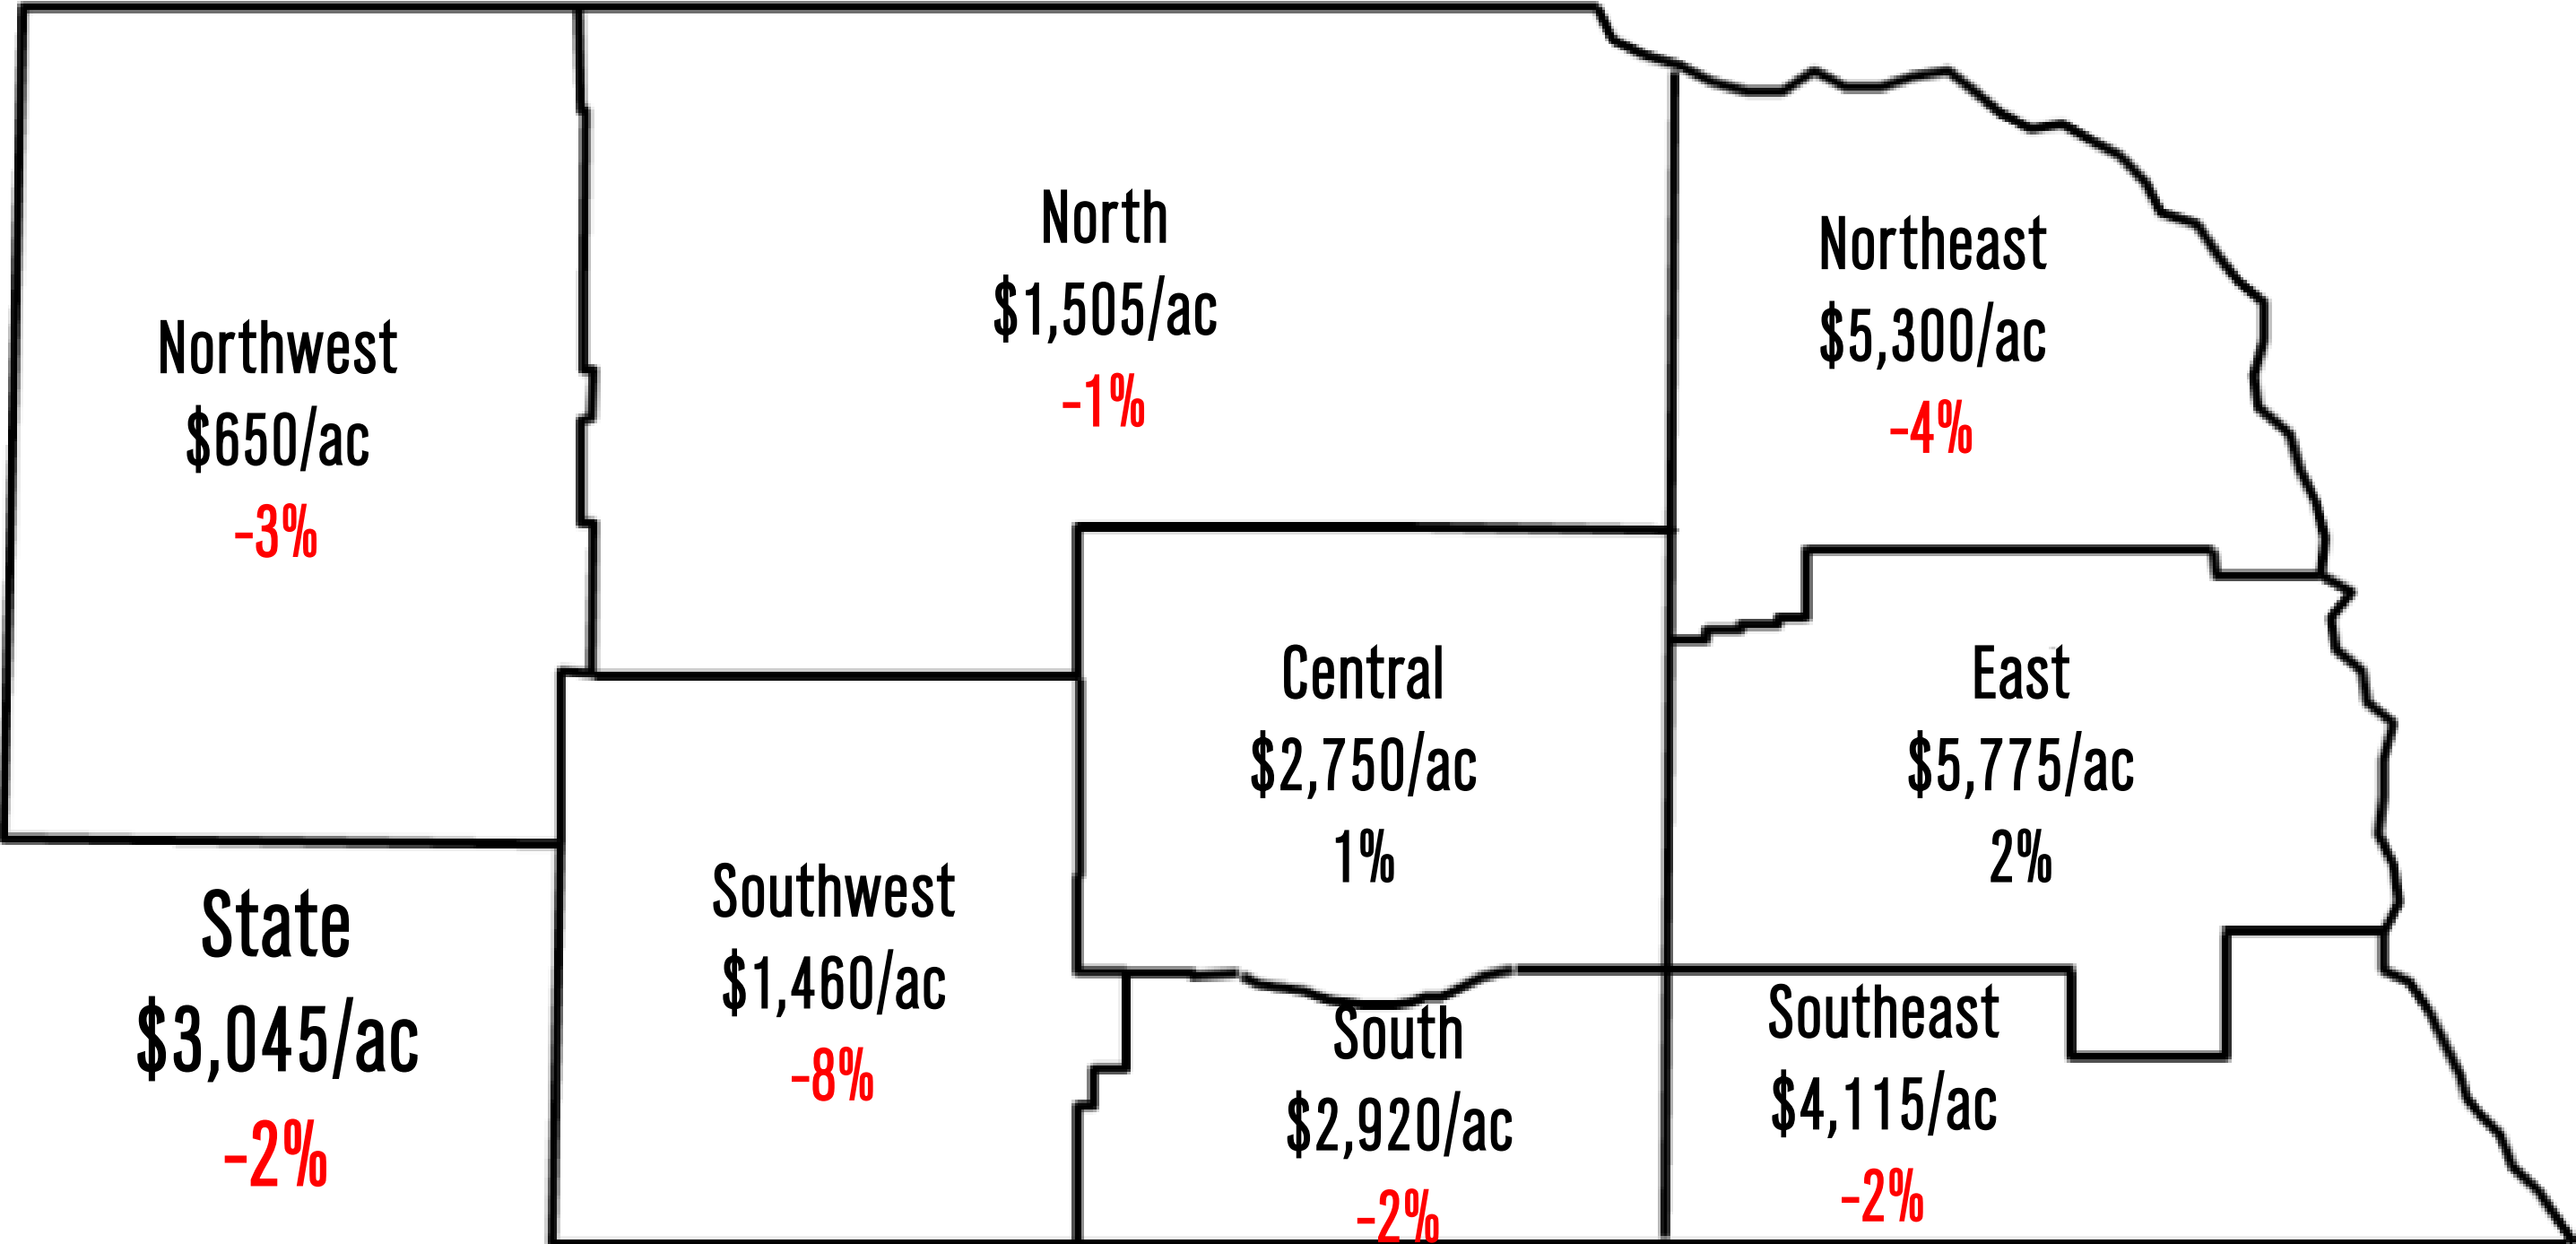 North
$1,505/ac
-1%
Northeast
$5,300/ac
-4%
Northwest
$650/ac
-3%
Central
$2,750/ac
1%
East
$5,775/ac
2%
Southwest
$1,460/ac
-8%
State
$3,045/ac
-2%
South
$2,920/ac
-2%
Southeast
$4,115/ac
-2%